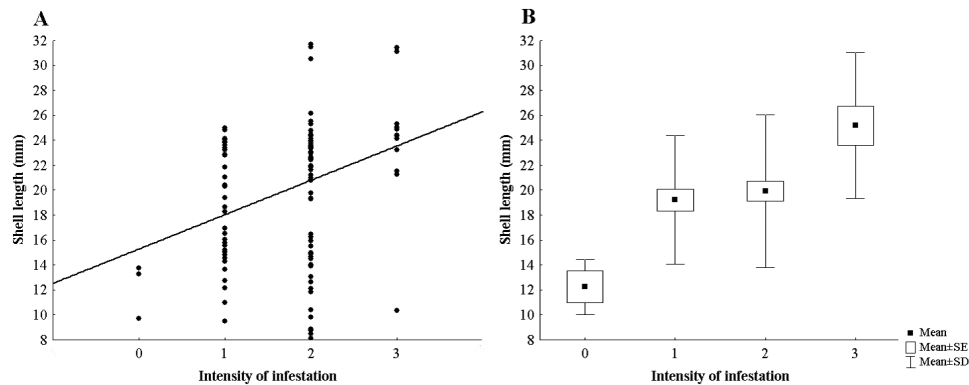 A
32
30
28
26
24
22
20
18
16
14
12
10
8
Shell length (mm)
0 1 2 3
Intensity of infestation
B
32
30
28
26
24
22
20
18
16
14
12
10
8
Shell length (mm)
0 1 2 3
Intensity of infestation
Mean
Mean±SE
Mean±SD